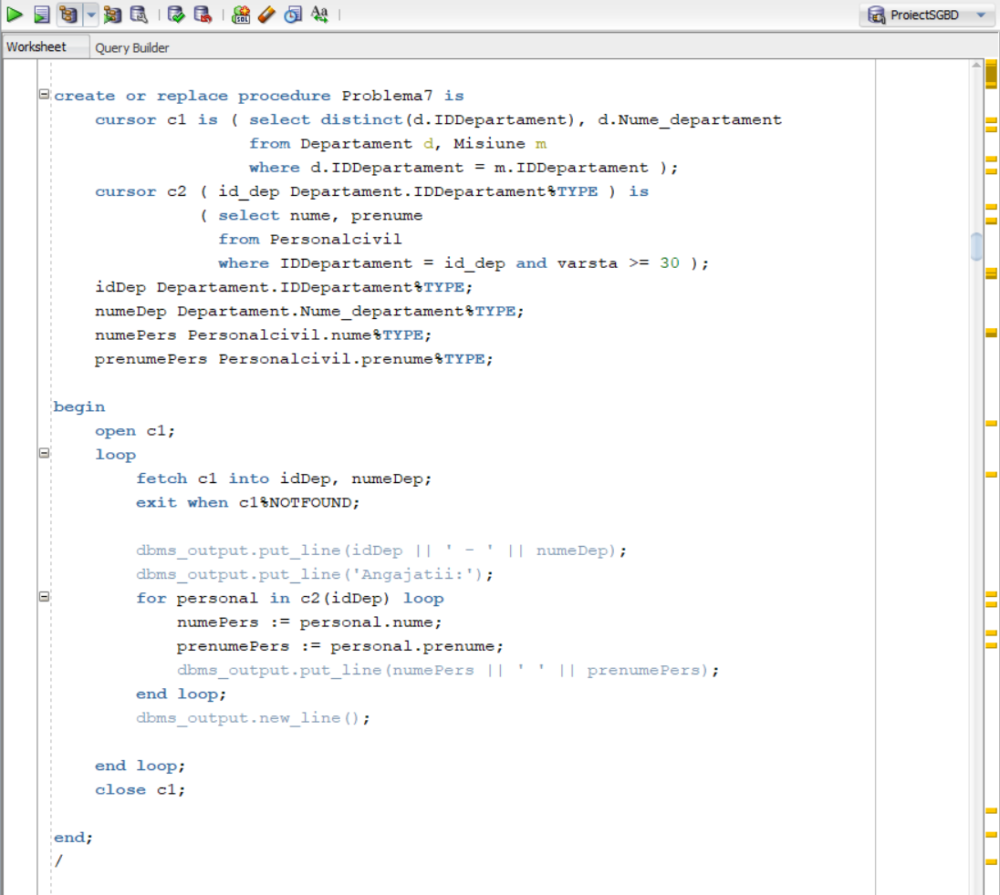 SQL
Aa
ProiectSGBD
Worksheet
Query Builder
create or replace procedure Problema7 is
    cursor c1 is ( select distinct(d.IDDepartament), d.Nume_departament
                   from Departament d, Misiune m
                   where d.IDDepartament = m.IDDepartament );
    cursor c2 ( id_dep Departament.IDDepartament%TYPE ) is
              ( select nume, prenume
                from Personalcivil
                where IDDepartament = id_dep and varsta >= 30 );
    idDep Departament.IDDepartament%TYPE;
    numeDep Departament.Nume_departament%TYPE;
    numePers Personalcivil.nume%TYPE;
    prenumePers Personalcivil.prenume%TYPE;
begin
    open c1;
    loop
        fetch c1 into idDep, numeDep;
        exit when c1%NOTFOUND;
        dbms_output.put_line(idDep || ' - ' || numeDep);
        dbms_output.put_line('Angajatii:');
        for personal in c2(idDep) loop
            numePers := personal.nume;
            prenumePers := personal.prenume;
            dbms_output.put_line(numePers || ' ' || prenumePers);
        end loop;
        dbms_output.new_line();
    end loop;
    close c1;
end;
/